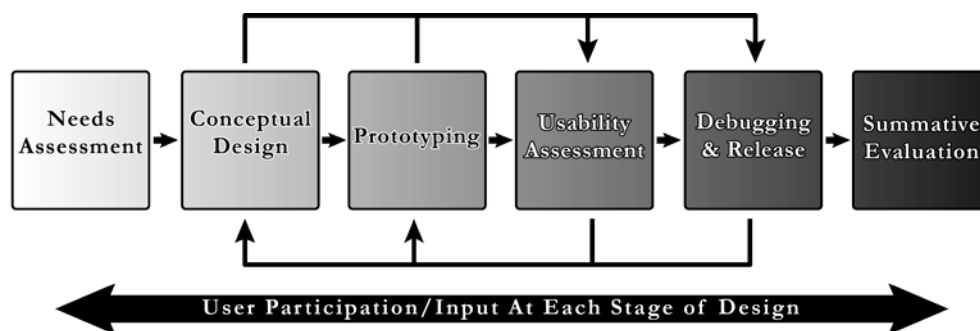 Needs
Assessment
Conceptual
Design
Prototyping
Usability
Assessment
Debugging
& Release
Summative
Evaluation
User Participation/Input At Each Stage of Design